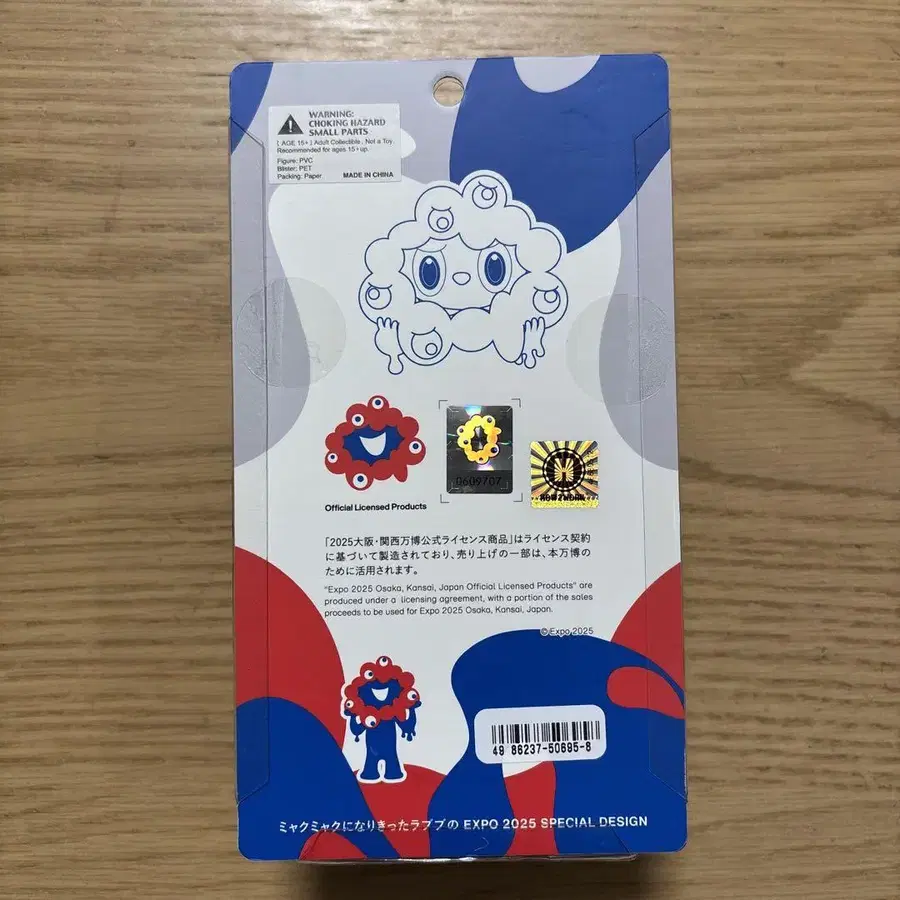 WARNING:
CHOKING HAZARD
SMALL PARTS
[ AGE 15+ ] Adult Collectible , Not a Toy.
Recommended for ages 15+up.
Figure: PVC
Blister: PET
Packing: Paper
MADE IN CHINA
0609707
HOW2WORK
Official Licensed Products
「2025大阪・関西万博公式ライセンス商品」はライセンス契約
に基づいて製造されており、売り上げの一部は、本万博の
ために活用されます。
"Expo 2025 Osaka, Kansai, Japan Official Licensed Products" are
produced under a licensing agreement, with a portion of the sales
proceeds to be used for Expo 2025 Osaka, Kansai, Japan.
©Expo 2025
49 86237-50695-8
ミャクミャクになりきったラブブの EXPO 2025 SPECIAL DESIGN